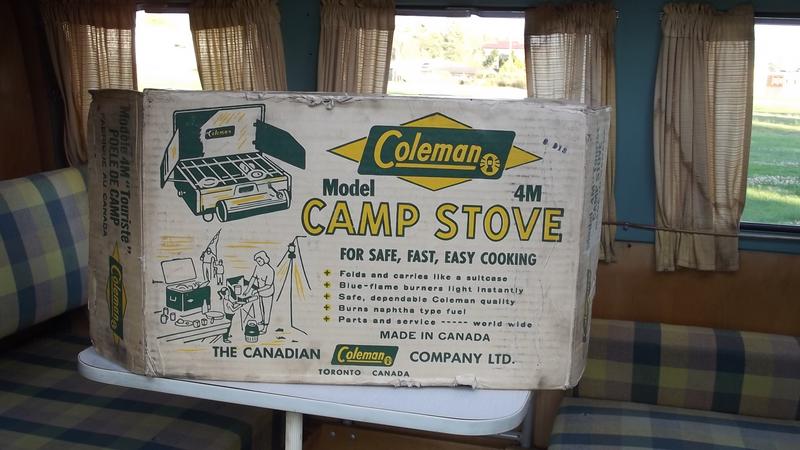 Coleman
Coleman
Model 4M
CAMP STOVE
FOR SAFE, FAST, EASY COOKING
+ Folds and carries like a suitcase
+ Blue-flame burners light instantly
+ Safe, dependable Coleman quality
+ Burns naphtha type fuel
+ Parts and service ----- world wide
MADE IN CANADA
THE CANADIAN Coleman COMPANY LTD.
TORONTO CANADA
Modèle 4M "Touriste"
POÊLE DE CAMP
FABRIQUÉ AU CANADA
Coleman